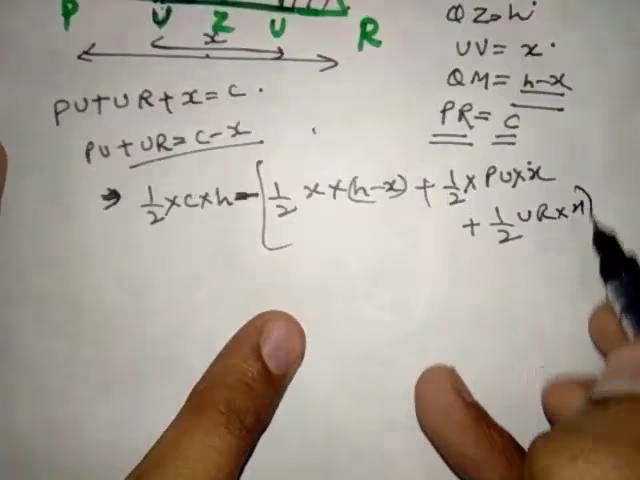 P U Z U R
x
QZ=h
UV=x.
QM=h-x
PR=c
PU+UR+x=c.
PU+UR=c-x
→ 1/2×c×h-[1/2 x×(h-x)+1/2×PU×x
+1/2 UR×x)